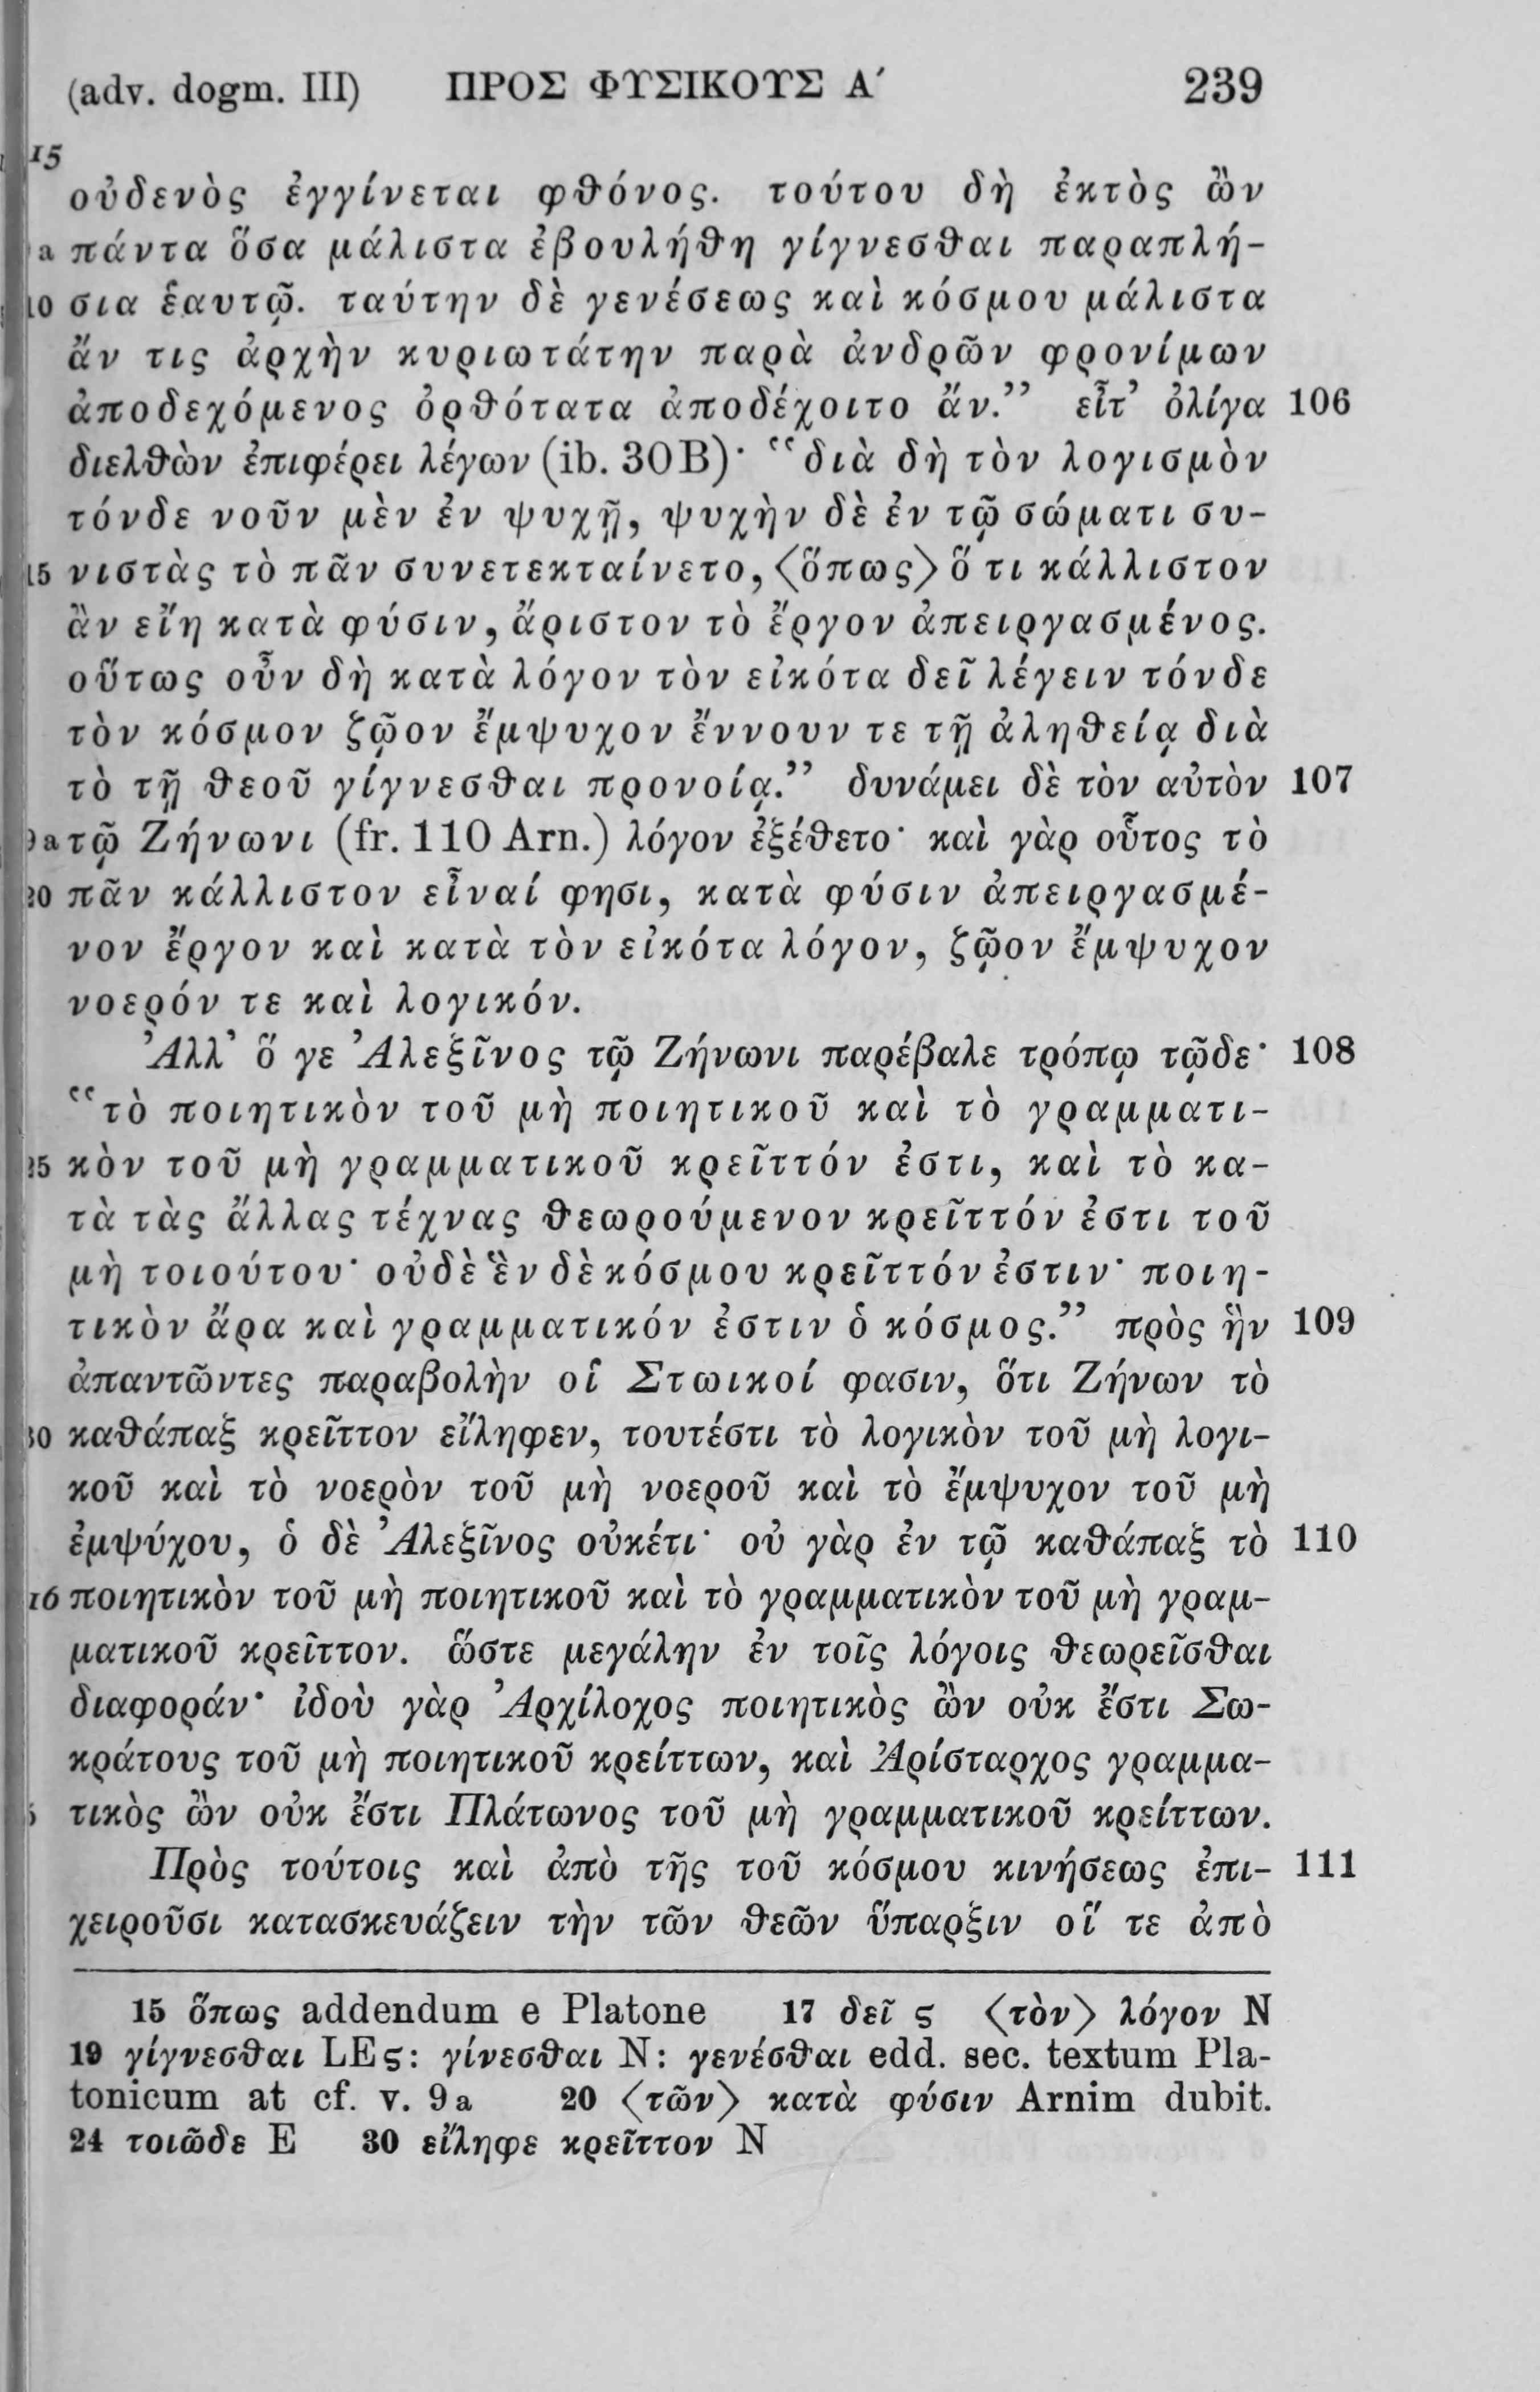 (adv. dogm. III) ΠΡΟΣ ΦΥΣΙΚΟΥΣ Α´ 239
15
οὐδενὸς ἐγγίνεται φθόνος. τούτου δὴ ἐκτὸς ὢν
a πάντα ὅσα μάλιστα ἐβουλήθη γίγνεσθαι παραπλή-
10 σια ἑαυτῷ. ταύτην δὲ γενέσεως καὶ κόσμου μάλιστα
ἄν τις ἀρχὴν κυριωτάτην παρὰ ἀνδρῶν φρονίμων
ἀποδεχόμενος ὀρθότατα ἀποδέχοιτο ἄν.” εἶτ’ ὀλίγα 106
διελθὼν ἐπιφέρει λέγων (ib. 30 B)· “διὰ δὴ τὸν λογισμὸν
τόνδε νοῦν μὲν ἐν ψυχῇ, ψυχὴν δὲ ἐν τῷ σώματι συ-
15 νιστὰς τὸ πᾶν συνετεκταίνετο, ⟨ὅπως⟩ ὅ τι κάλλιστον
ἂν εἴη κατὰ φύσιν, ἄριστον τὸ ἔργον ἀπειργασμένος.
οὕτως οὖν δὴ κατὰ λόγον τὸν εἰκότα δεῖ λέγειν τόνδε
τὸν κόσμον ζῷον ἔμψυχον ἔννουν τε τῇ ἀληθείᾳ διὰ
τὸ τῇ θεοῦ γίγνεσθαι προνοίᾳ.” δυνάμει δὲ τὸν αὐτὸν 107
9a τῷ Ζήνωνι (fr. 110 Arn.) λόγον ἐξέθετο· καὶ γὰρ οὗτος τὸ
20 πᾶν κάλλιστον εἶναί φησι, κατὰ φύσιν ἀπειργασμέ-
νον ἔργον καὶ κατὰ τὸν εἰκότα λόγον, ζῷον ἔμψυχον
νοερόν τε καὶ λογικόν.
Ἀλλ’ ὅ γε Ἀλεξῖνος τῷ Ζήνωνι παρέβαλε τρόπῳ τῷδε· 108
“τὸ ποιητικὸν τοῦ μὴ ποιητικοῦ καὶ τὸ γραμματι-
25 κὸν τοῦ μὴ γραμματικοῦ κρεῖττόν ἐστι, καὶ τὸ κα-
τὰ τὰς ἄλλας τέχνας θεωρούμενον κρεῖττόν ἐστι τοῦ
μὴ τοιούτου· οὐδὲ ἓν δὲ κόσμου κρεῖττόν ἐστιν· ποιη-
τικὸν ἄρα καὶ γραμματικόν ἐστιν ὁ κόσμος.” πρὸς ἣν 109
ἀπαντῶντες παραβολὴν οἱ Στωικοί φασιν, ὅτι Ζήνων τὸ
30 καθάπαξ κρεῖττον εἴληφεν, τουτέστι τὸ λογικὸν τοῦ μὴ λογι-
κοῦ καὶ τὸ νοερὸν τοῦ μὴ νοεροῦ καὶ τὸ ἔμψυχον τοῦ μὴ
ἐμψύχου, ὁ δὲ Ἀλεξῖνος οὐκέτι· οὐ γὰρ ἐν τῷ καθάπαξ τὸ 110
16 ποιητικὸν τοῦ μὴ ποιητικοῦ καὶ τὸ γραμματικὸν τοῦ μὴ γραμ-
ματικοῦ κρεῖττον. ὥστε μεγάλην ἐν τοῖς λόγοις θεωρεῖσθαι
διαφοράν· ἰδοὺ γὰρ Ἀρχίλοχος ποιητικὸς ὢν οὐκ ἔστι Σω-
κράτους τοῦ μὴ ποιητικοῦ κρείττων, καὶ Ἀρίσταρχος γραμμα-
5 τικὸς ὢν οὐκ ἔστι Πλάτωνος τοῦ μὴ γραμματικοῦ κρείττων.
Πρὸς τούτοις καὶ ἀπὸ τῆς τοῦ κόσμου κινήσεως ἐπι- 111
χειροῦσι κατασκευάζειν τὴν τῶν θεῶν ὕπαρξιν οἵ τε ἀπὸ
15 ὅπως addendum e Platone 17 δεῖ ς ⟨τὸν⟩ λόγον N
19 γίγνεσθαι LEς: γίνεσθαι N: γενέσθαι edd. sec. textum Pla-
tonicum at cf. v. 9a 20 ⟨τῶν⟩ κατὰ φύσιν Arnim dubit.
24 τοιῶδε E 30 εἴληφε κρεῖττον N